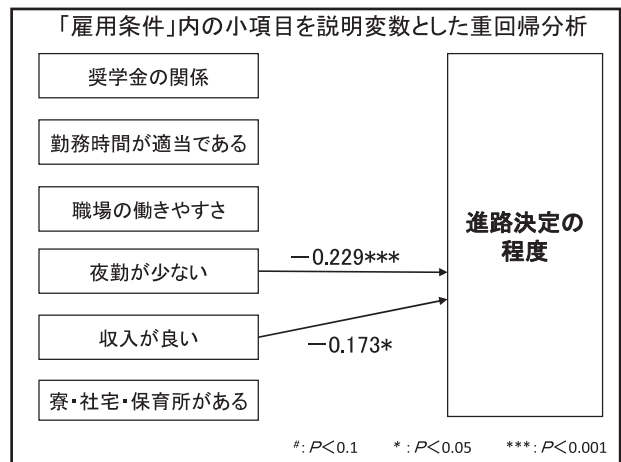 「雇用条件」内の小項目を説明変数とした重回帰分析
奨学金の関係
勤務時間が適当である
職場の働きやすさ
夜勤が少ない
収入が良い
寮・社宅・保育所がある
−0.229***
−0.173*
進路決定の
程度
#: P<0.1 *: P<0.05 ***: P<0.001